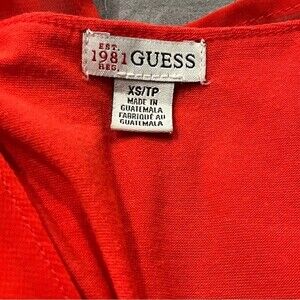 EST.
1981 GUESS
REG.
XS/TP
MADE IN
GUATEMALA
FABRIQUÉ AU
GUATEMALA